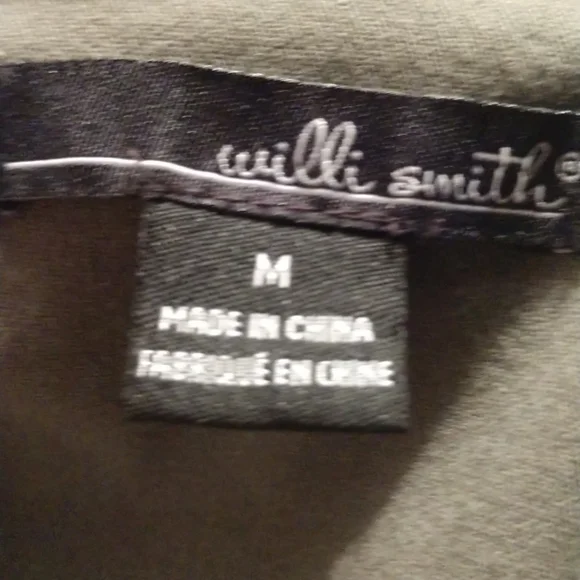 willi smith®
M
MADE IN CHINA
FABRIQUÉ EN CHINE